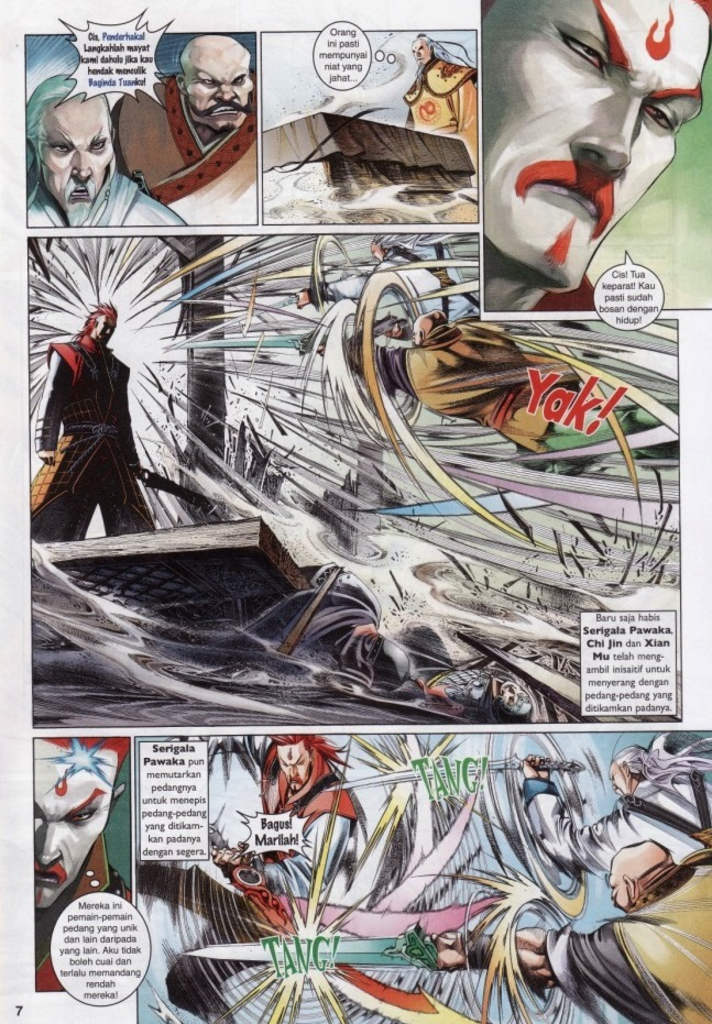 Cis, Penderhaka!
Langkahlah mayat
kami dahulu jika kau
hendak menculik
Baginda Tuanku!
Orang
ini pasti
mempunyai
niat yang
jahat...
Cis! Tua
keparat! Kau
pasti sudah
bosan dengan
hidup!
Yak!
Baru saja habis
Serigala Pawaka,
Chi Jin dan Xian
Mu telah meng-
ambil inisaitif untuk
menyerang dengan
pedang-pedang yang
ditikamkan padanya.
Mereka ini
pemain-pemain
pedang yang unik
dan lain daripada
yang lain. Aku tidak
boleh cuai dan
terlalu memandang
rendah
mereka!
Serigala
Pawaka pun
memutarkan
pedangnya
untuk menepis
pedang-pedang
yang ditikam-
kan padanya
dengan segera.
Bagus!
Marilah!
TANG!
TANG!
7